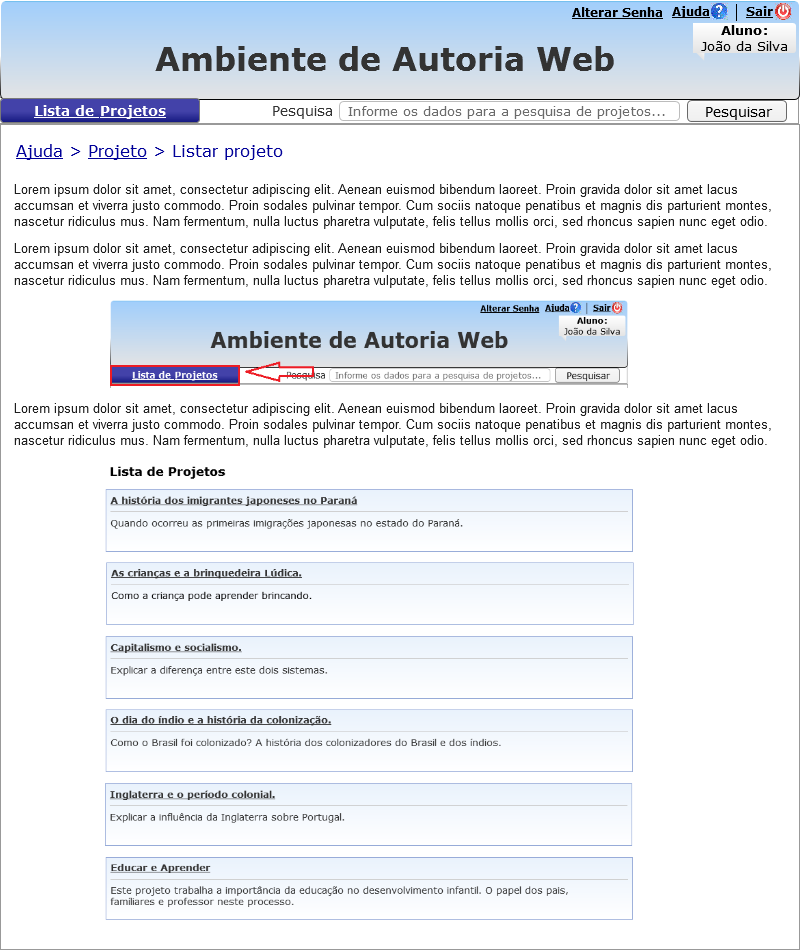 Alterar Senha Ajuda? | Sair
Aluno:
João da Silva
Ambiente de Autoria Web
Lista de Projetos Pesquisa Informe os dados para a pesquisa de projetos... Pesquisar
Ajuda > Projeto > Listar projeto
Lorem ipsum dolor sit amet, consectetur adipiscing elit. Aenean euismod bibendum laoreet. Proin gravida dolor sit amet lacus
accumsan et viverra justo commodo. Proin sodales pulvinar tempor. Cum sociis natoque penatibus et magnis dis parturient montes,
nascetur ridiculus mus. Nam fermentum, nulla luctus pharetra vulputate, felis tellus mollis orci, sed rhoncus sapien nunc eget odio.
Lorem ipsum dolor sit amet, consectetur adipiscing elit. Aenean euismod bibendum laoreet. Proin gravida dolor sit amet lacus
accumsan et viverra justo commodo. Proin sodales pulvinar tempor. Cum sociis natoque penatibus et magnis dis parturient montes,
nascetur ridiculus mus. Nam fermentum, nulla luctus pharetra vulputate, felis tellus mollis orci, sed rhoncus sapien nunc eget odio.
Alterar Senha Ajuda? | Sair
Aluno:
João da Silva
Ambiente de Autoria Web
Lista de Projetos Pesquisa Informe os dados para a pesquisa de projetos... Pesquisar
Lorem ipsum dolor sit amet, consectetur adipiscing elit. Aenean euismod bibendum laoreet. Proin gravida dolor sit amet lacus
accumsan et viverra justo commodo. Proin sodales pulvinar tempor. Cum sociis natoque penatibus et magnis dis parturient montes,
nascetur ridiculus mus. Nam fermentum, nulla luctus pharetra vulputate, felis tellus mollis orci, sed rhoncus sapien nunc eget odio.
Lista de Projetos
A história dos imigrantes japoneses no Paraná
Quando ocorreu as primeiras imigrações japonesas no estado do Paraná.
As crianças e a brinquedeira Lúdica.
Como a criança pode aprender brincando.
Capitalismo e socialismo.
Explicar a diferença entre este dois sistemas.
O dia do índio e a história da colonização.
Como o Brasil foi colonizado? A história dos colonizadores do Brasil e dos índios.
Inglaterra e o período colonial.
Explicar a influência da Inglaterra sobre Portugal.
Educar e Aprender
Este projeto trabalha a importância da educação no desenvolvimento infantil. O papel dos pais,
familiares e professor neste processo.